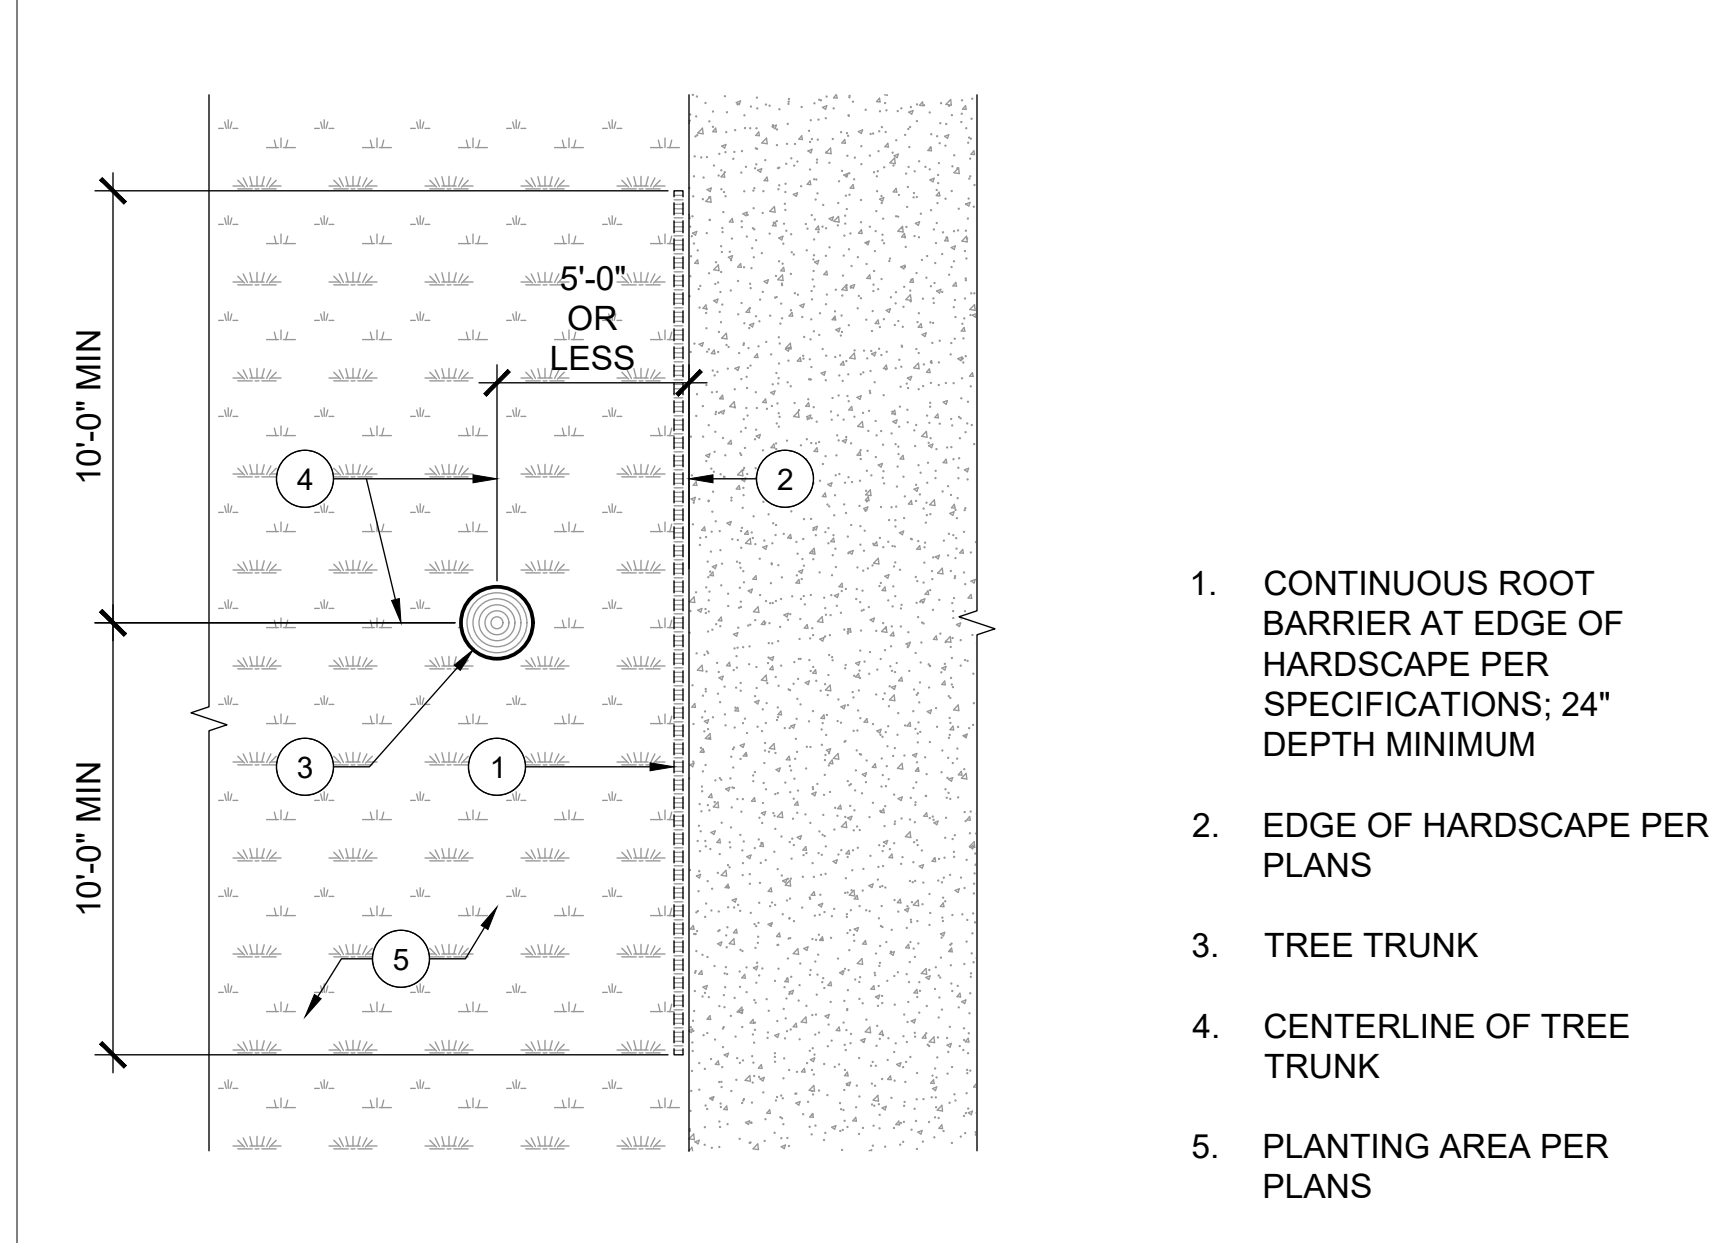 5'-0"
OR
LESS
10'-0" MIN
4
2
3
1
10'-0" MIN
5
1. CONTINUOUS ROOT
BARRIER AT EDGE OF
HARDSCAPE PER
SPECIFICATIONS; 24"
DEPTH MINIMUM
2. EDGE OF HARDSCAPE PER
PLANS
3. TREE TRUNK
4. CENTERLINE OF TREE
TRUNK
5. PLANTING AREA PER
PLANS